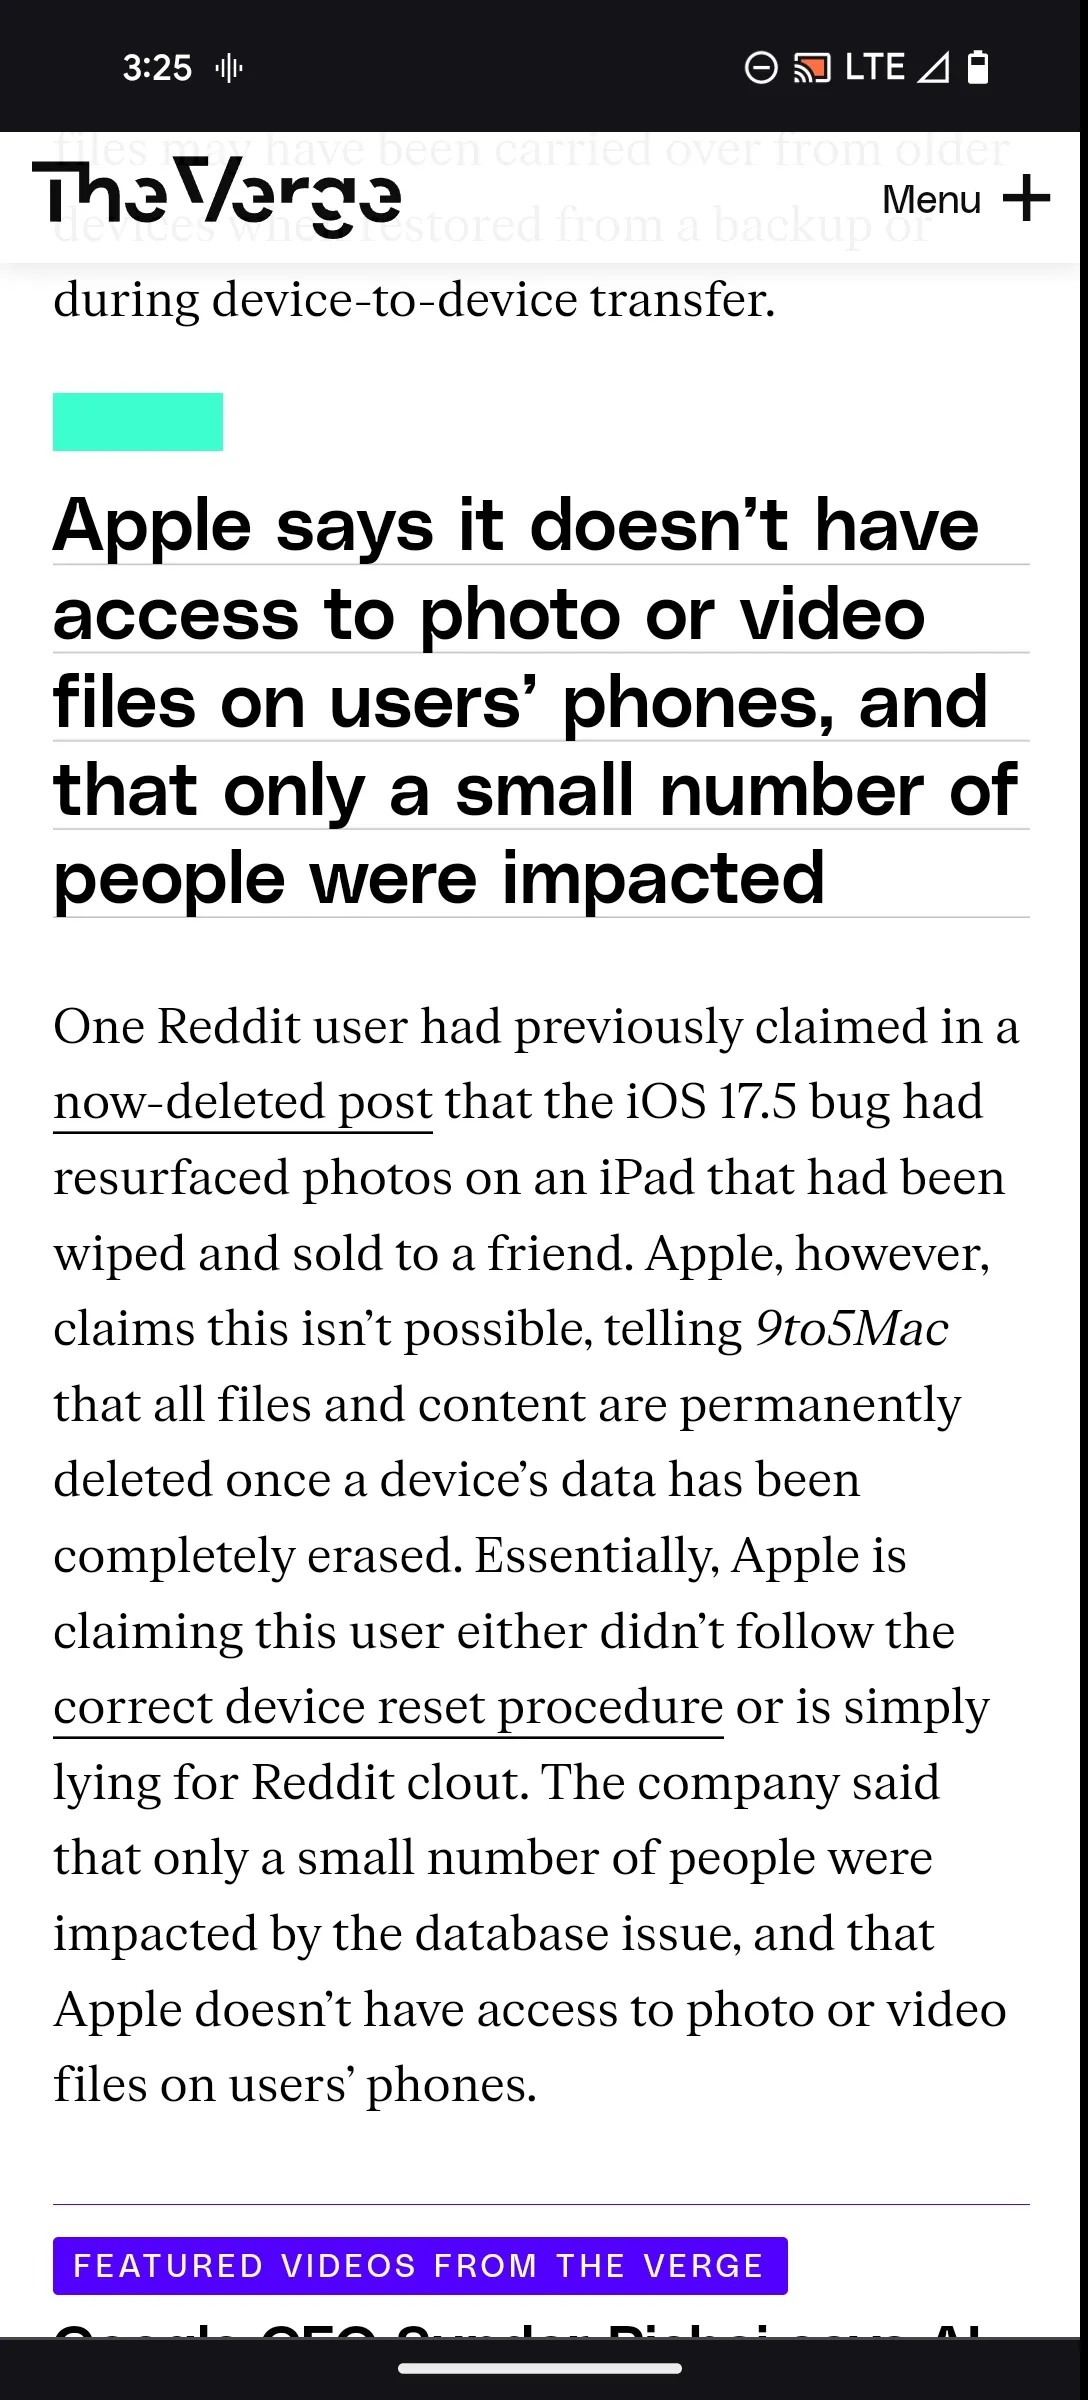 3:25
LTE
files may have been carried over from older
The Verge
Menu
devices when restored from a backup or
during device-to-device transfer.
Apple says it doesn’t have
access to photo or video
files on users’ phones, and
that only a small number of
people were impacted
One Reddit user had previously claimed in a
now-deleted post that the iOS 17.5 bug had
resurfaced photos on an iPad that had been
wiped and sold to a friend. Apple, however,
claims this isn’t possible, telling 9to5Mac
that all files and content are permanently
deleted once a device’s data has been
completely erased. Essentially, Apple is
claiming this user either didn’t follow the
correct device reset procedure or is simply
lying for Reddit clout. The company said
that only a small number of people were
impacted by the database issue, and that
Apple doesn’t have access to photo or video
files on users’ phones.
FEATURED VIDEOS FROM THE VERGE
Google CEO Sundar Pichai says AI